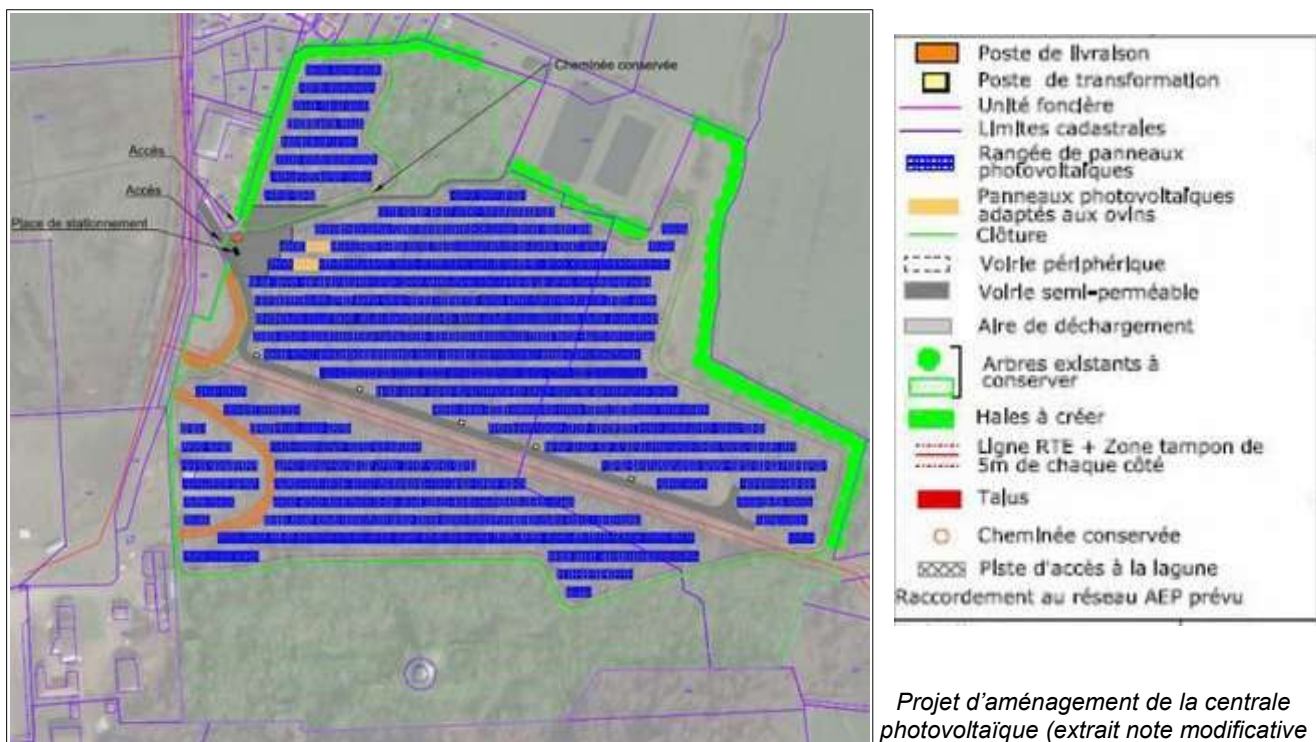 Cheminée conservée
Accès
Accès
Place de stationnement
Poste de livraison
Poste de transformation
Unité foncière
Limites cadastrales
Rangée de panneaux
photovoltaïques
Panneaux photovoltaïques
adaptés aux ovins
Clôture
Voirie périphérique
Voirie semi-perméable
Aire de déchargement
Arbres existants à
conserver
Haies à créer
Ligne RTE + Zone tampon de
5m de chaque côté
Talus
Cheminée conservée
Piste d'accès à la lagune
Raccordement au réseau AEP prévu
Projet d'aménagement de la centrale
photovoltaïque (extrait note modificative